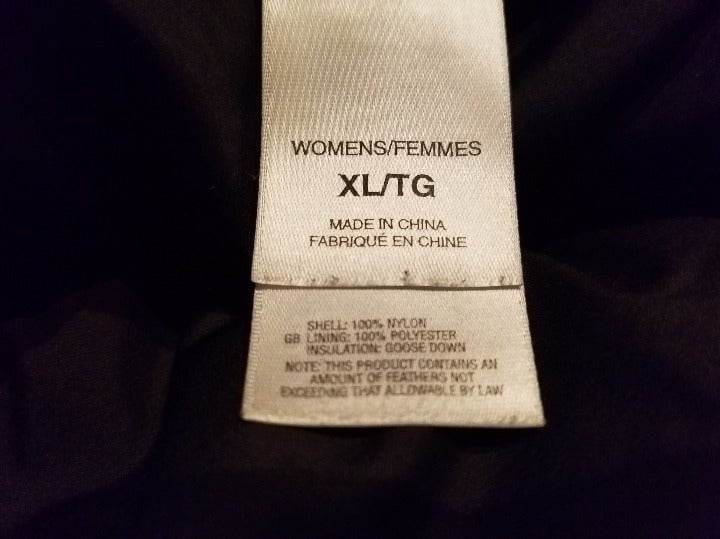 WOMENS/FEMMES
XL/TG
MADE IN CHINA
FABRIQUÉ EN CHINE
SHELL: 100% NYLON
GB LINING: 100% POLYESTER
INSULATION: GOOSE DOWN
NOTE: THIS PRODUCT CONTAINS AN
AMOUNT OF FEATHERS NOT
EXCEEDING THAT ALLOWABLE BY LAW